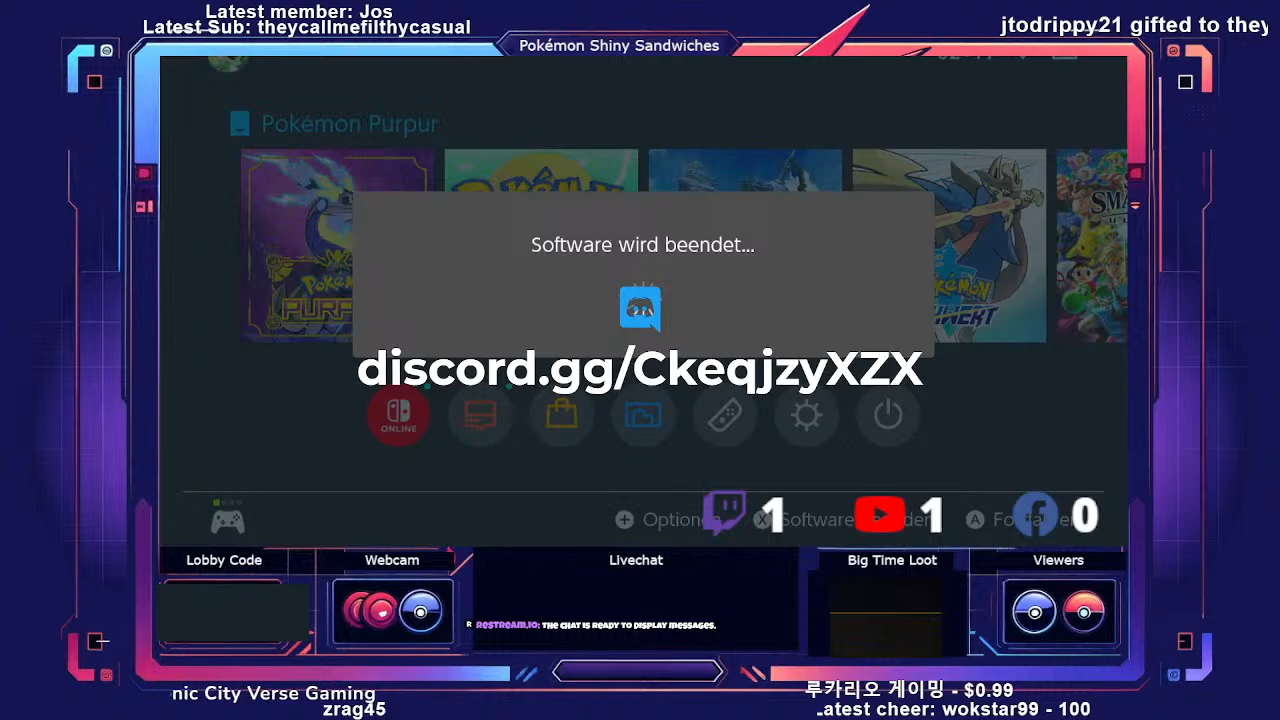 Latest member: Jos
Latest Sub: theycallmefilthycasual
jtodrippy21 gifted to they
Pokémon Shiny Sandwiches
Pokémon Purpur
Software wird beendet...
discord.gg/CkeqjzyXZX
ONLINE
Optionen
1
1
0
Lobby Code
Webcam
Livechat
Big Time Loot
Viewers
RESTREAM.IO: THE CHAT IS READY TO DISPLAY MESSAGES.
nic City Verse Gaming
zrag45
루카리오 게이밍 - $0.99
atest cheer: wokstar99 - 100